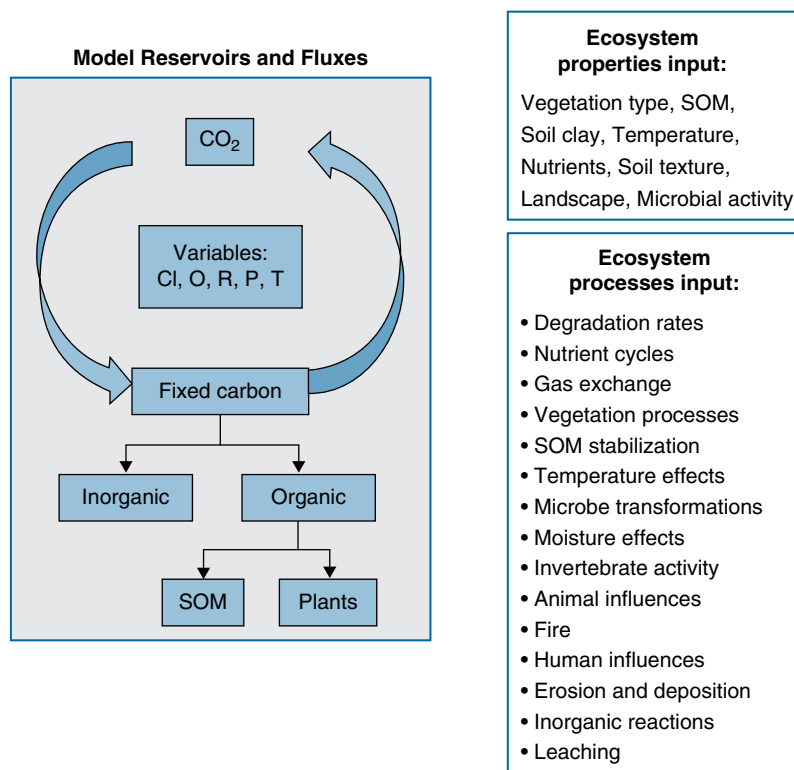 Model Reservoirs and Fluxes
CO₂
Variables:
Cl, O, R, P, T
Fixed carbon
Inorganic
Organic
SOM
Plants
Ecosystem
properties input:
Vegetation type, SOM,
Soil clay, Temperature,
Nutrients, Soil texture,
Landscape, Microbial activity
Ecosystem
processes input:
• Degradation rates
• Nutrient cycles
• Gas exchange
• Vegetation processes
• SOM stabilization
• Temperature effects
• Microbe transformations
• Moisture effects
• Invertebrate activity
• Animal influences
• Fire
• Human influences
• Erosion and deposition
• Inorganic reactions
• Leaching